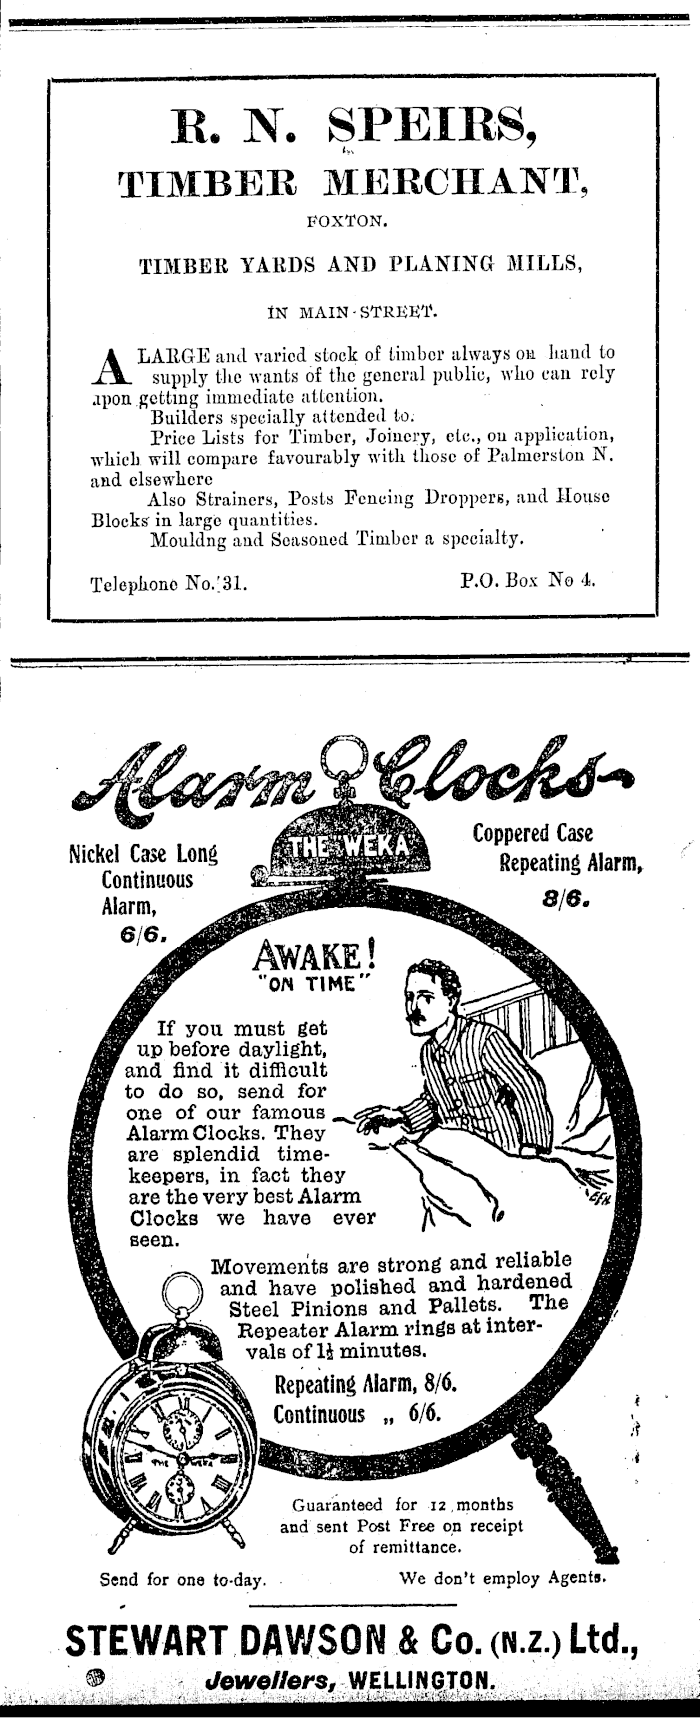 R. N. SPEIRS,
TIMBER MERCHANT,
FOXTON.
TIMBER YARDS AND PLANING MILLS,
IN MAIN-STREET.
A LARGE and varied stock of timber always on hand to
supply the wants of the general public, who can rely
upon getting immediate attention.
Builders specially attended to.
Price Lists for Timber, Joinery, etc., on application,
which will compare favourably with those of Palmerston N.
and elsewhere
Also Strainers, Posts Fencing Droppers, and House
Blocks in large quantities.
Mouldng and Seasoned Timber a specialty.
Telephone No. 31. P.O. Box No 4.
Alarm Clocks
THE WEKA
Nickel Case Long
Continuous
Alarm,
6/6.
Coppered Case
Repeating Alarm,
8/6.
AWAKE!
"ON TIME"
If you must get
up before daylight,
and find it difficult
to do so, send for
one of our famous
Alarm Clocks. They
are splendid time-
keepers, in fact they
are the very best Alarm
Clocks we have ever
seen.
EFH
Movements are strong and reliable
and have polished and hardened
Steel Pinions and Pallets. The
Repeater Alarm rings at inter-
vals of 1½ minutes.
Repeating Alarm, 8/6.
Continuous „ 6/6.
THE WEKA
Guaranteed for 12 months
and sent Post Free on receipt
of remittance.
Send for one to-day. We don't employ Agents.
STEWART DAWSON & Co. (N.Z.) Ltd.,
Jewellers, WELLINGTON.